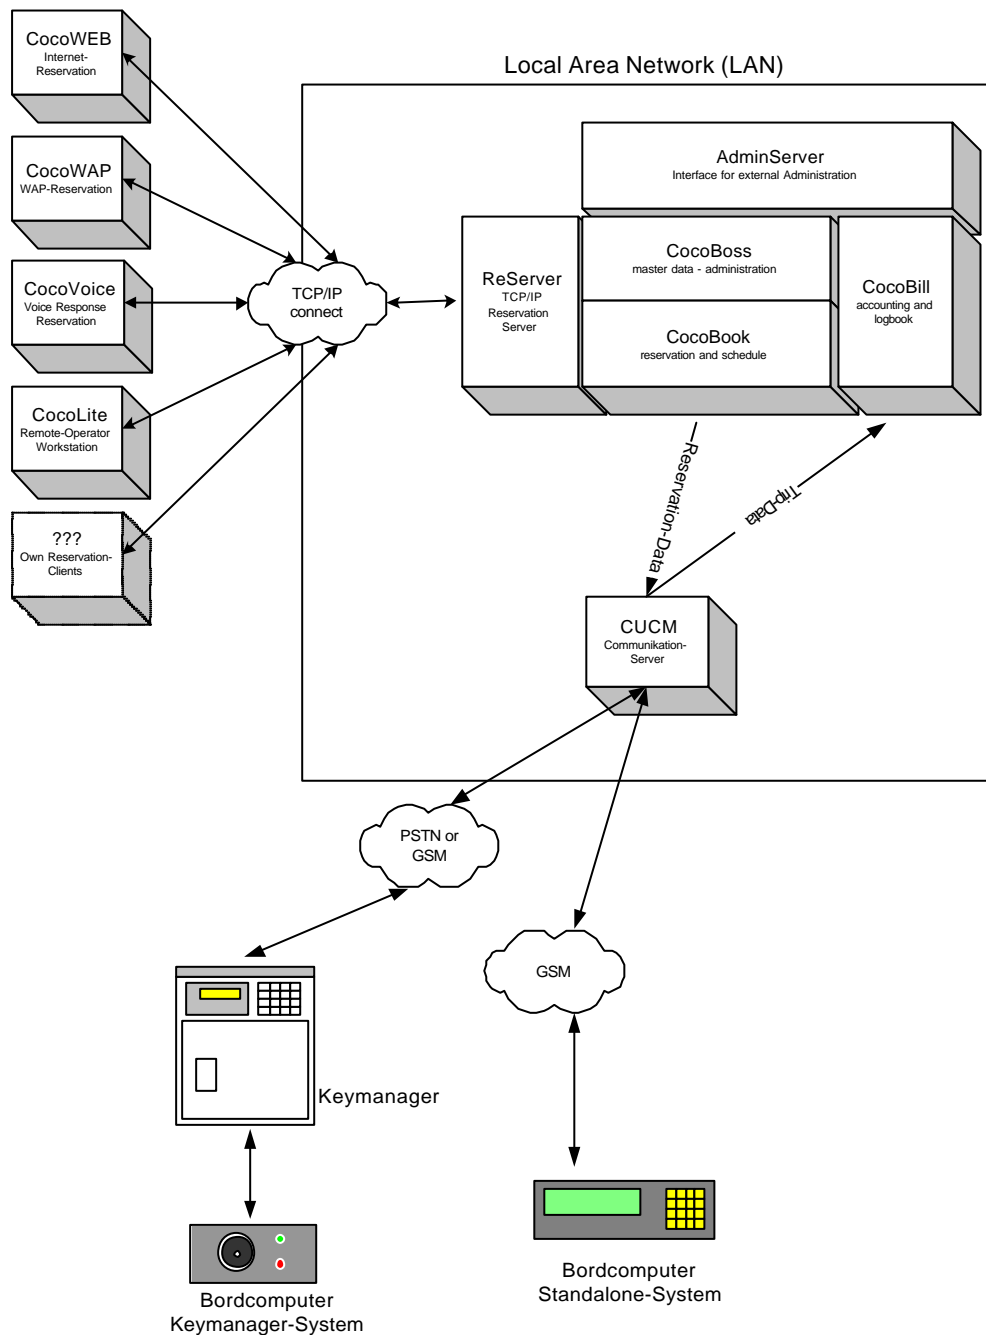 CocoWEB
Internet-
Reservation
Local Area Network (LAN)
CocoWAP
WAP-Reservation
AdminServer
Interface for external Administration
CocoVoice
Voice Response
Reservation
TCP/IP
connect
ReServer
TCP/IP
Reservation
Server
CocoBoss
master data - administration
CocoBill
accounting and
logbook
CocoBook
reservation and schedule
CocoLite
Remote-Operator
Workstation
Reservation-Data
Trip-Data
???
Own Reservation-
Clients
CUCM
Communikation-
Server
PSTN or
GSM
GSM
Keymanager
Bordcomputer
Standalone-System
Bordcomputer
Keymanager-System